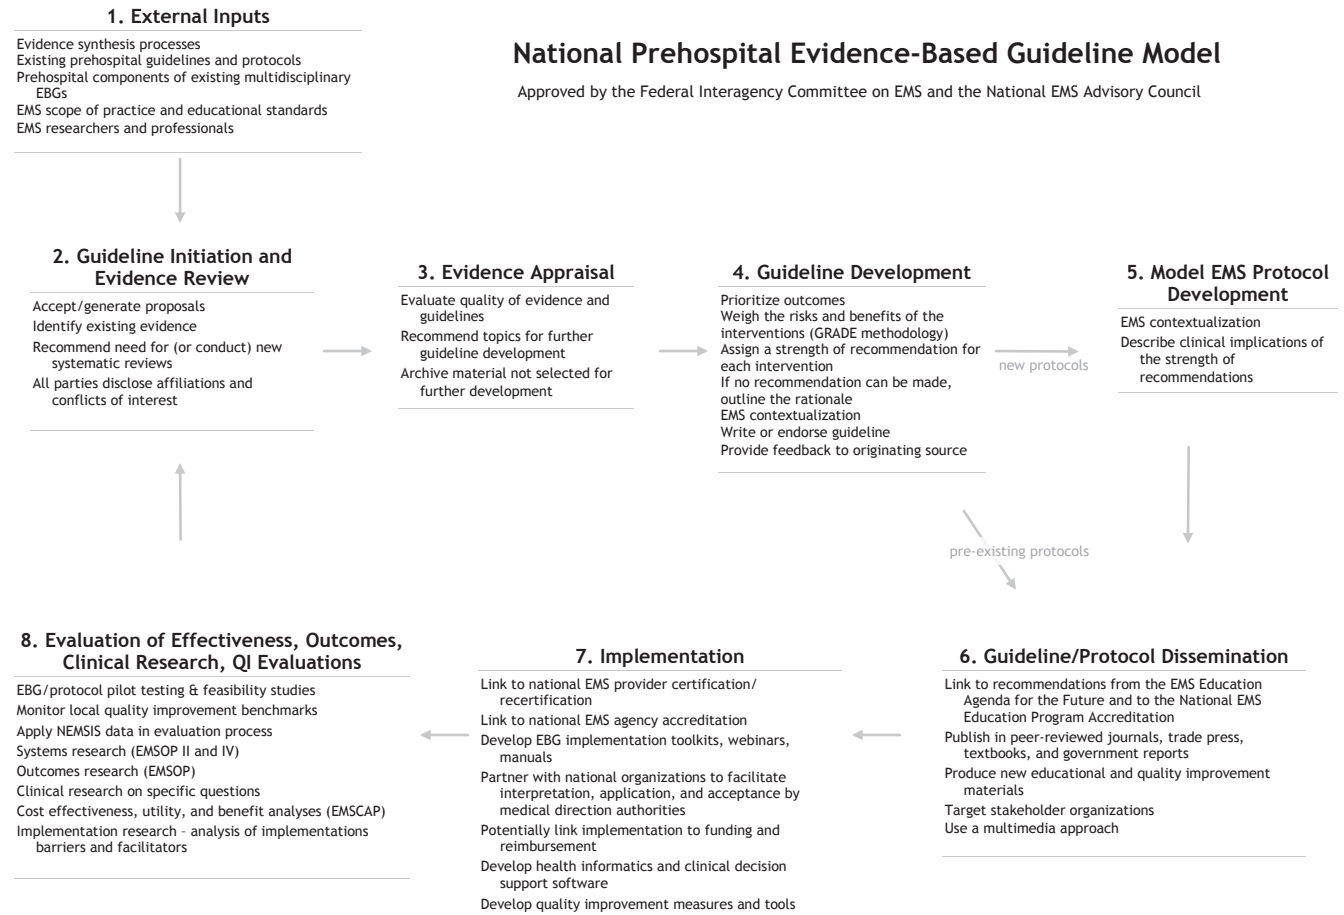 1. External Inputs
Evidence synthesis processes
Existing prehospital guidelines and protocols
Prehospital components of existing multidisciplinary
EBGs
EMS scope of practice and educational standards
EMS researchers and professionals
National Prehospital Evidence-Based Guideline Model
Approved by the Federal Interagency Committee on EMS and the National EMS Advisory Council
2. Guideline Initiation and
Evidence Review
Accept/generate proposals
Identify existing evidence
Recommend need for (or conduct) new
systematic reviews
All parties disclose affiliations and
conflicts of interest
3. Evidence Appraisal
Evaluate quality of evidence and
guidelines
Recommend topics for further
guideline development
Archive material not selected for
further development
4. Guideline Development
Prioritize outcomes
Weigh the risks and benefits of the
interventions (GRADE methodology)
Assign a strength of recommendation for
each intervention
If no recommendation can be made,
outline the rationale
EMS contextualization
Write or endorse guideline
Provide feedback to originating source
new protocols
5. Model EMS Protocol
Development
EMS contextualization
Describe clinical implications of
the strength of
recommendations
pre-existing protocols
6. Guideline/Protocol Dissemination
Link to recommendations from the EMS Education
Agenda for the Future and to the National EMS
Education Program Accreditation
Publish in peer-reviewed journals, trade press,
textbooks, and government reports
Produce new educational and quality improvement
materials
Target stakeholder organizations
Use a multimedia approach
7. Implementation
Link to national EMS provider certification/
recertification
Link to national EMS agency accreditation
Develop EBG implementation toolkits, webinars,
manuals
Partner with national organizations to facilitate
interpretation, application, and acceptance by
medical direction authorities
Potentially link implementation to funding and
reimbursement
Develop health informatics and clinical decision
support software
Develop quality improvement measures and tools
8. Evaluation of Effectiveness, Outcomes,
Clinical Research, QI Evaluations
EBG/protocol pilot testing & feasibility studies
Monitor local quality improvement benchmarks
Apply NEMSIS data in evaluation process
Systems research (EMSOP II and IV)
Outcomes research (EMSOP)
Clinical research on specific questions
Cost effectiveness, utility, and benefit analyses (EMSCAP)
Implementation research – analysis of implementations
barriers and facilitators